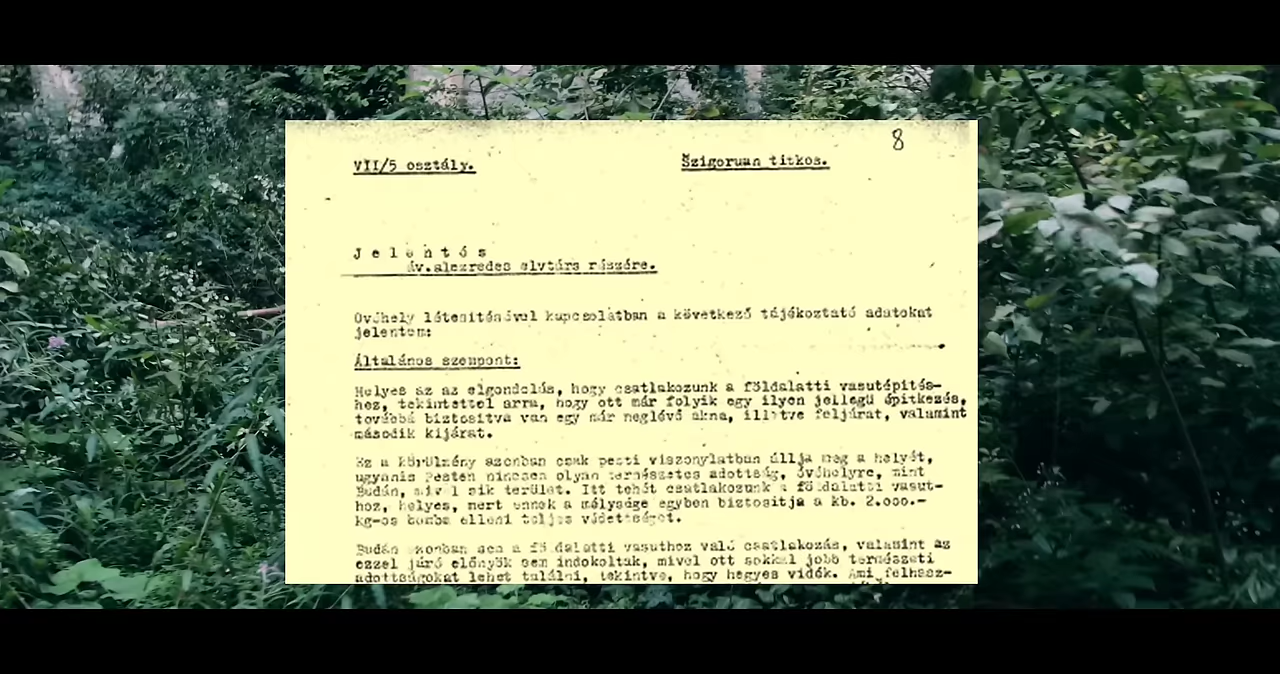 8
VII/5 osztály.
Szigoruan titkos.
J e l e n t é s
áv.alezredes elvtárs részére.
Óvóhely létesitésével kapcsolatban a következő tájékoztató adatokat
jelentem:
Általános szempont:
Helyes az az elgondolás, hogy csatlakozunk a földalatti vasutépités-
hez, tekintettel arra, hogy ott már folyik egy ilyen jellegü épitkezés,
továbbá biztositva van egy már meglévő akna, illetve feljárat, valamint
második kijárat.
Ez a körülmény azonban csak pesti viszonylatban állja meg a helyét,
ugyanis Pesten nincsen olyan természetes adottság, óvóhelyre, mint
Budán, mivel sik terület. Itt tehát csatlakozunk a földalatti vasut-
hoz, helyes, mert ennek a mélysége egyben biztositja a kb. 2.000.-
kg-os bomba elleni teljes védettséget.
Budán azonban sem a földalatti vasuthoz való csatlakozás, valamint az
ezzel járó előnyök sem indokoltak, mivel ott sokkal jobb természeti
adottságokat lehet találni, tekintve, hogy hegyes vidék. Ami felhasz-